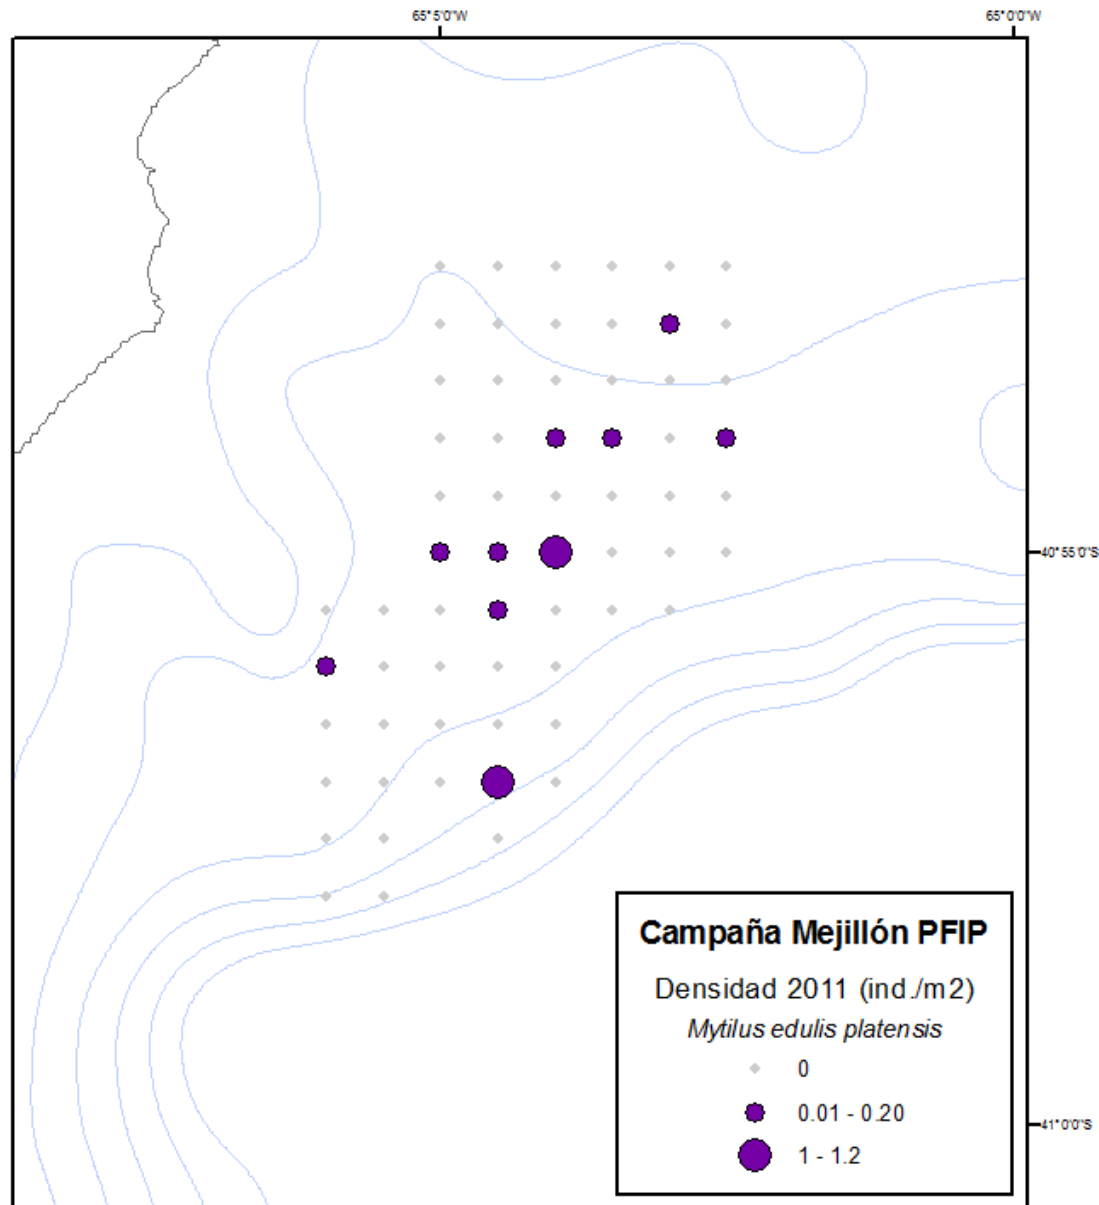 65°5'0"W
65°0'0"W
40°55'0"S
Campaña Mejillón PFIP
Densidad 2011 (ind./m2)
Mytilus edulis platensis
0
0.01 - 0.20
1 - 1.2
41°0'0"S